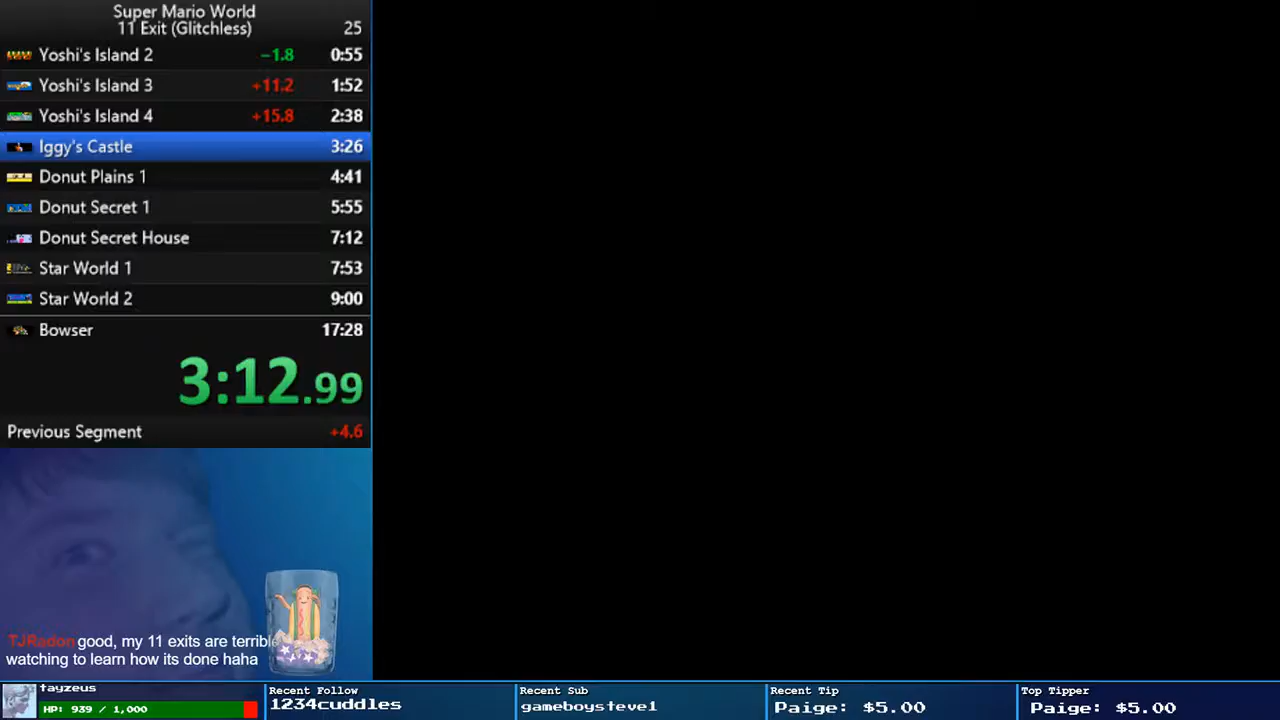 Super Mario World
11 Exit (Glitchless) 25
Yoshi's Island 2 −1.8 0:55
Yoshi's Island 3 +11.2 1:52
Yoshi's Island 4 +15.8 2:38
Iggy's Castle 3:26
Donut Plains 1 4:41
Donut Secret 1 5:55
Donut Secret House 7:12
Star World 1 7:53
Star World 2 9:00
Bowser 17:28
3:12.99
Previous Segment +4.6
TJRadon good, my 11 exits are terrible
watching to learn how its done haha
fayzeus
HP: 939 / 1,000
Recent Follow
1234cuddles
Recent Sub
gameboysteve1
Recent Tip
Paige: $5.00
Top Tipper
Paige: $5.00